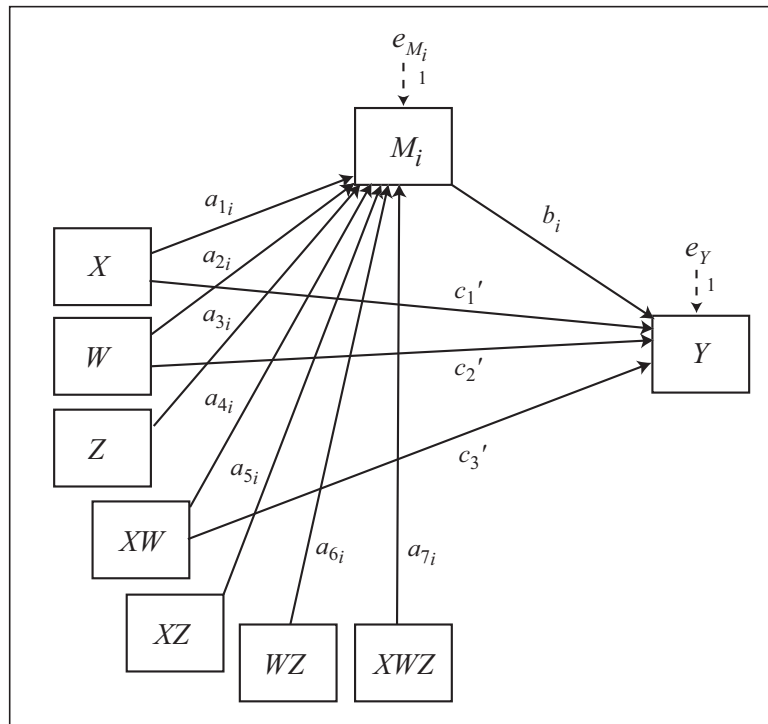 e_{M_i}
1
M_i
a_{1i}
b_i
X
a_{2i}
e_Y
1
c_1′
a_{3i}
W
Y
c_2′
a_{4i}
Z
c_3′
a_{5i}
XW
a_{6i}
a_{7i}
XZ
WZ
XWZ